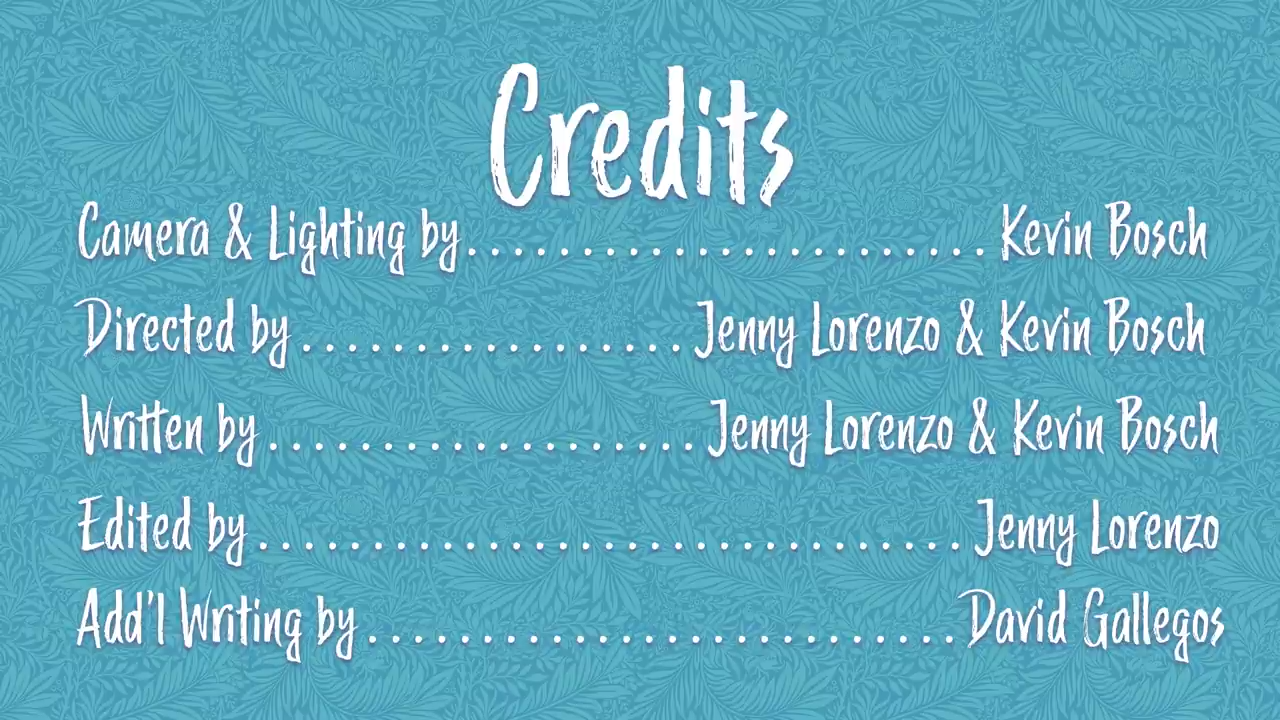 Credits
Camera & Lighting by.......................Kevin Bosch
Directed by.................Jenny Lorenzo & Kevin Bosch
Written by...................Jenny Lorenzo & Kevin Bosch
Edited by...............................Jenny Lorenzo
Add'l Writing by..........................David Gallegos